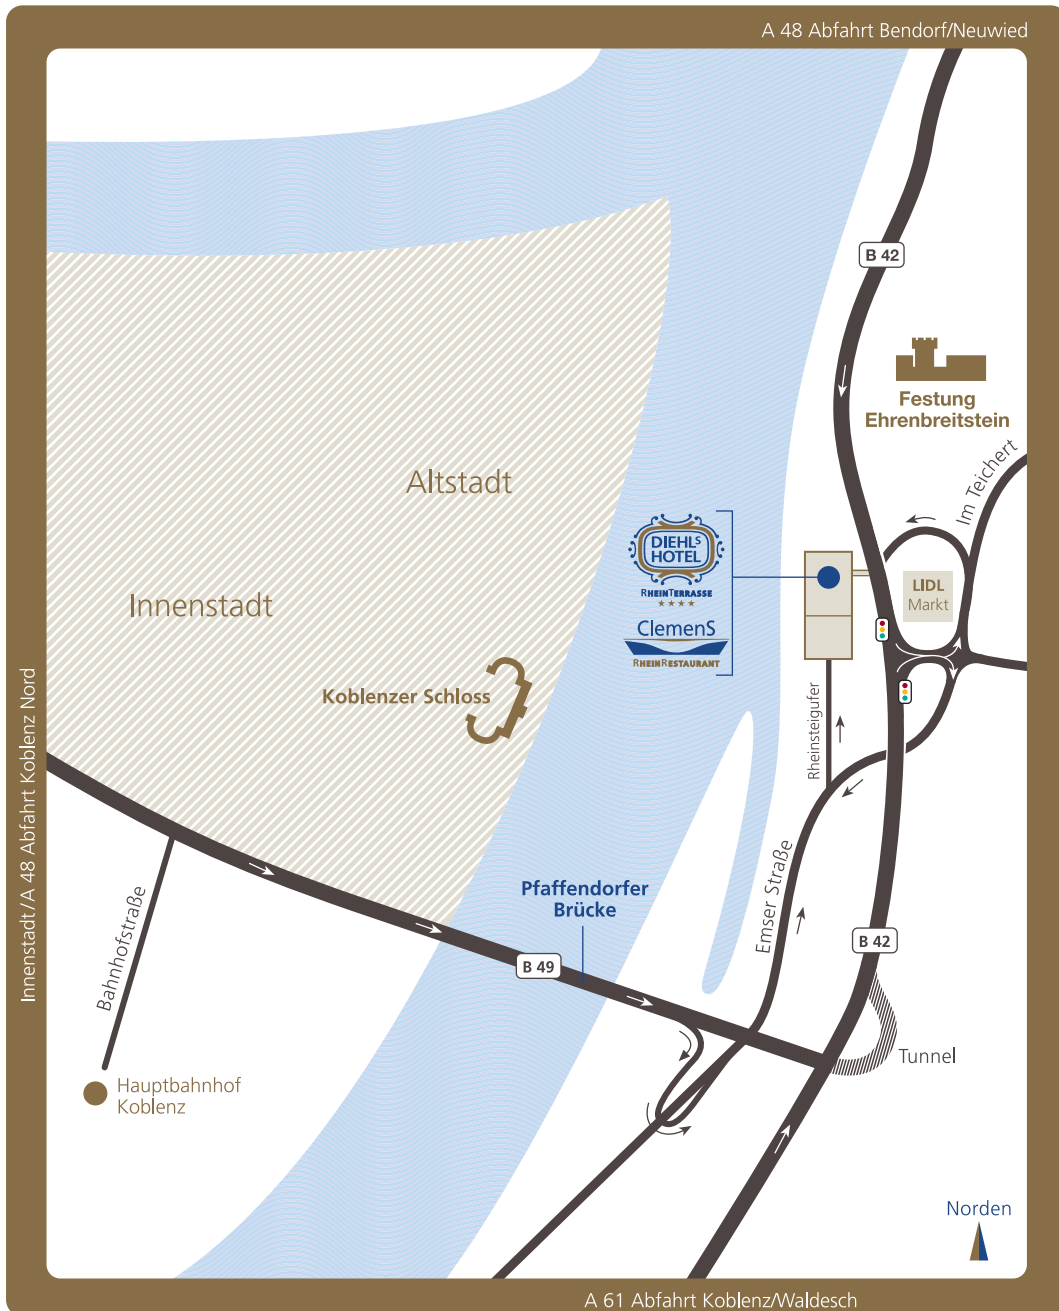 A 48 Abfahrt Bendorf/Neuwied
B 42
Festung
Ehrenbreitstein
Im Teichert
Altstadt
DIEHLS
HOTEL
RHEINTERRASSE
LIDL
Markt
Innenstadt
ClemenS
RHEINRESTAURANT
Koblenzer Schloss
Rheinsteigufer
Innenstadt/A 48 Abfahrt Koblenz Nord
Pfaffendorfer
Brücke
Emser Straße
Bahnhofstraße
B 42
B 49
Tunnel
Hauptbahnhof
Koblenz
Norden
A 61 Abfahrt Koblenz/Waldesch